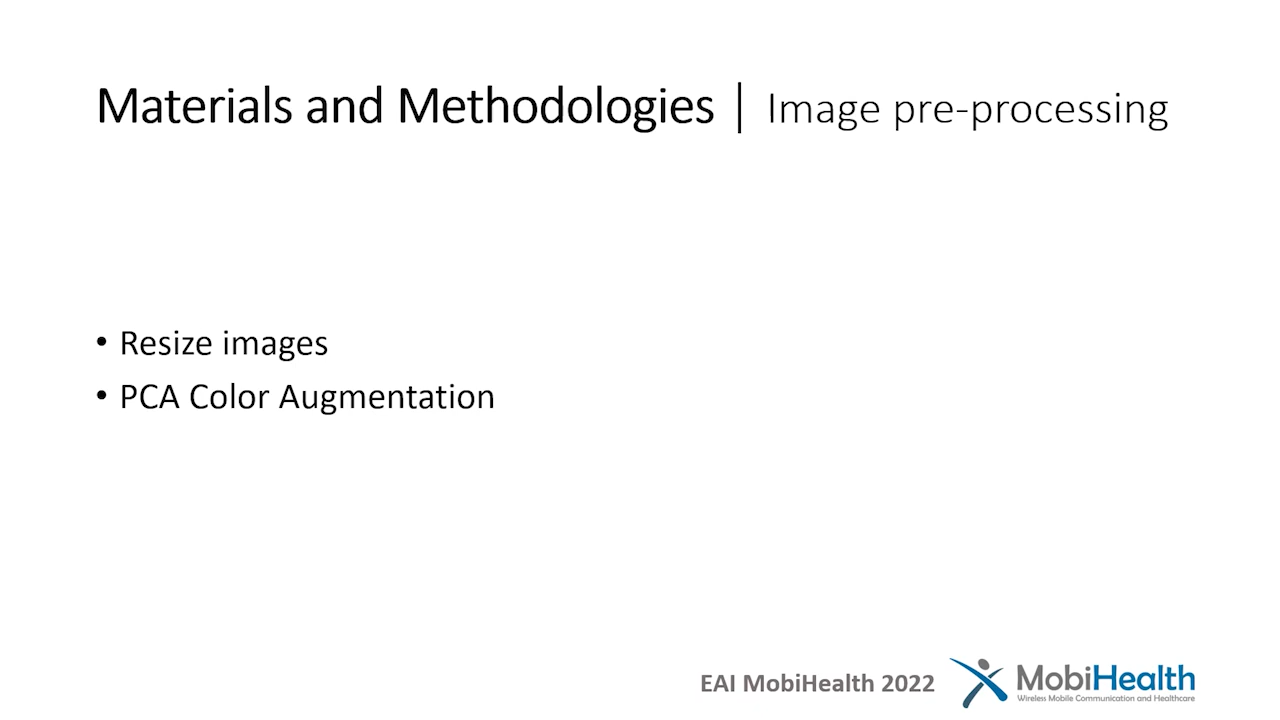 Materials and Methodologies | Image pre-processing
• Resize images
• PCA Color Augmentation
EAI MobiHealth 2022
MobiHealth
Wireless Mobile Communication and Healthcare